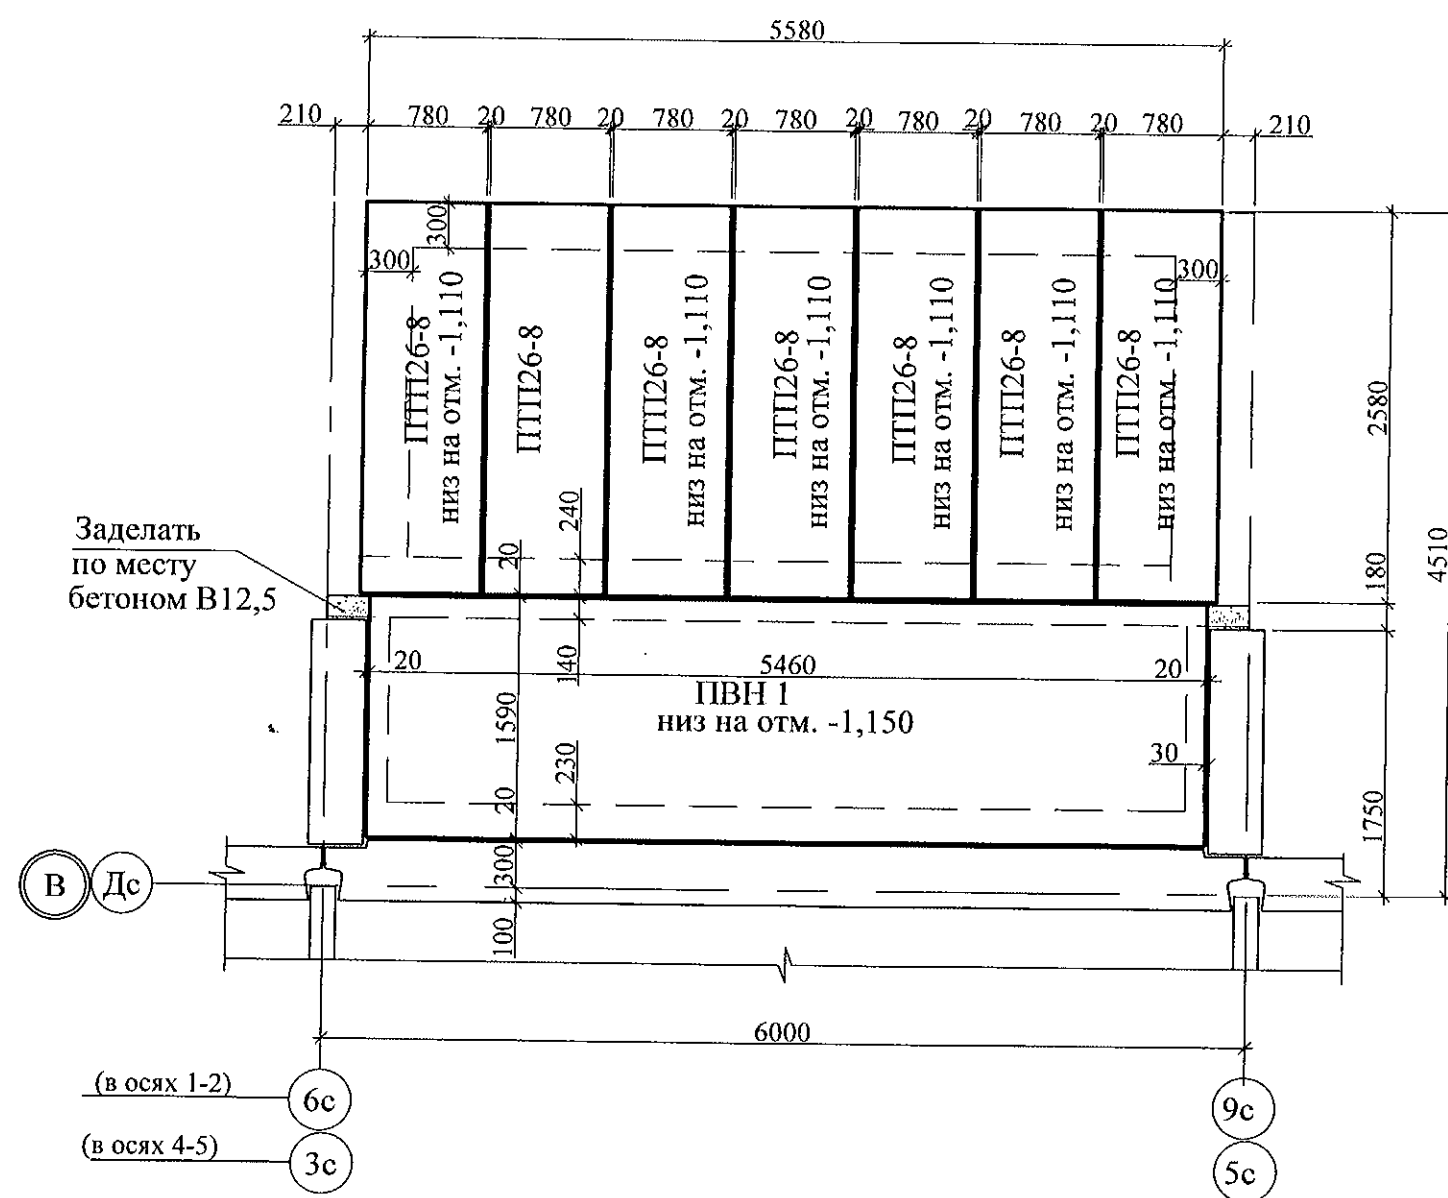 5580
210 780 20 780 20 780 20 780 20 780 20 780 20 780 210
300
300
300
ПТП26-8
низ на отм. -1,110
ПТП26-8
ПТП26-8
низ на отм. -1,110
ПТП26-8
низ на отм. -1,110
ПТП26-8
низ на отм. -1,110
ПТП26-8
низ на отм. -1,110
ПТП26-8
низ на отм. -1,110
2580
4510
240
20
180
Заделать
по месту
бетоном В12,5
20
5460
20
140
ПВН 1
низ на отм. -1,150
1590
230
30
20
1750
300
100
В
Дс
6000
(в осях 1-2)
6с
9с
(в осях 4-5)
3с
5с